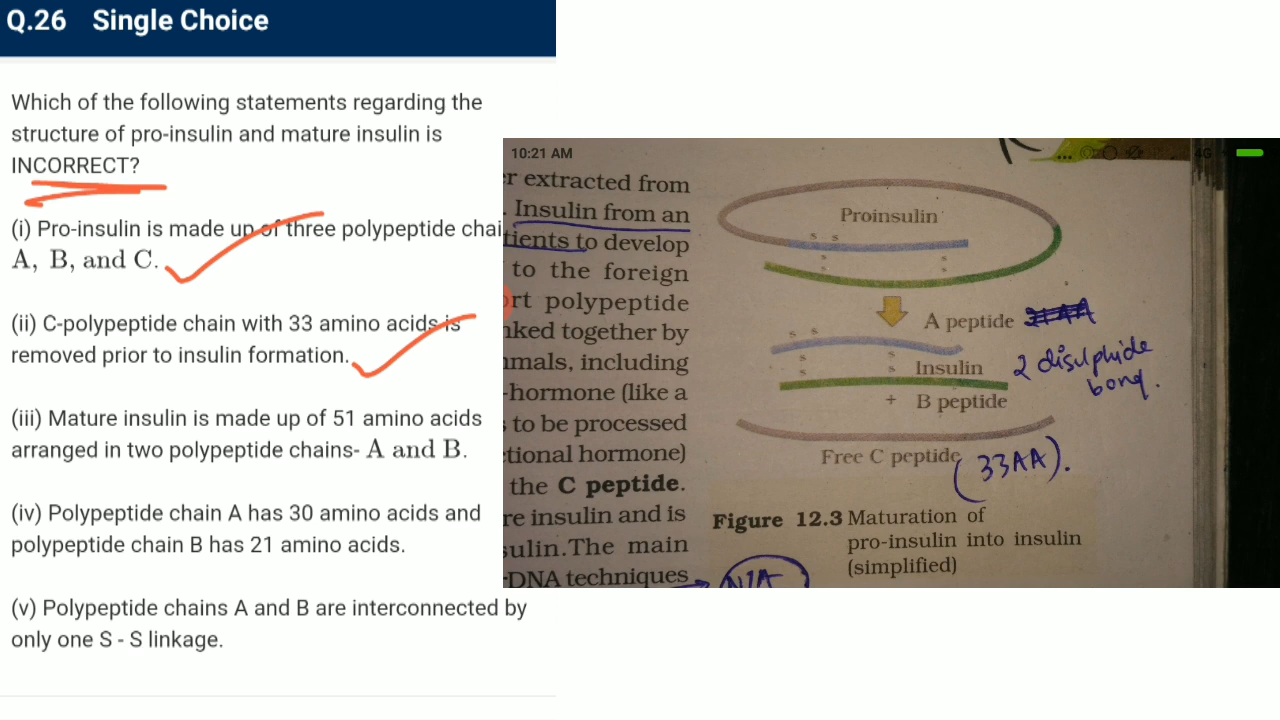 Q.26 Single Choice
Which of the following statements regarding the
structure of pro-insulin and mature insulin is
INCORRECT?
(i) Pro-insulin is made up of three polypeptide chai
A, B, and C.
(ii) C-polypeptide chain with 33 amino acids is
removed prior to insulin formation.
(iii) Mature insulin is made up of 51 amino acids
arranged in two polypeptide chains- A and B.
(iv) Polypeptide chain A has 30 amino acids and
polypeptide chain B has 21 amino acids.
(v) Polypeptide chains A and B are interconnected by
only one S - S linkage.
10:21 AM
4G
er extracted from
. Insulin from an
tients to develop
to the foreign
ort polypeptide
nked together by
mmals, including
-hormone (like a
s to be processed
ctional hormone)
the C peptide.
re insulin and is
sulin.The main
-DNA techniques
Proinsulin
s s
s s
s s
A peptide
s s
s s
s s
Insulin
2 disulphide
bond.
+ B peptide
Free C peptide
(33AA).
Figure 12.3 Maturation of
pro-insulin into insulin
(simplified)